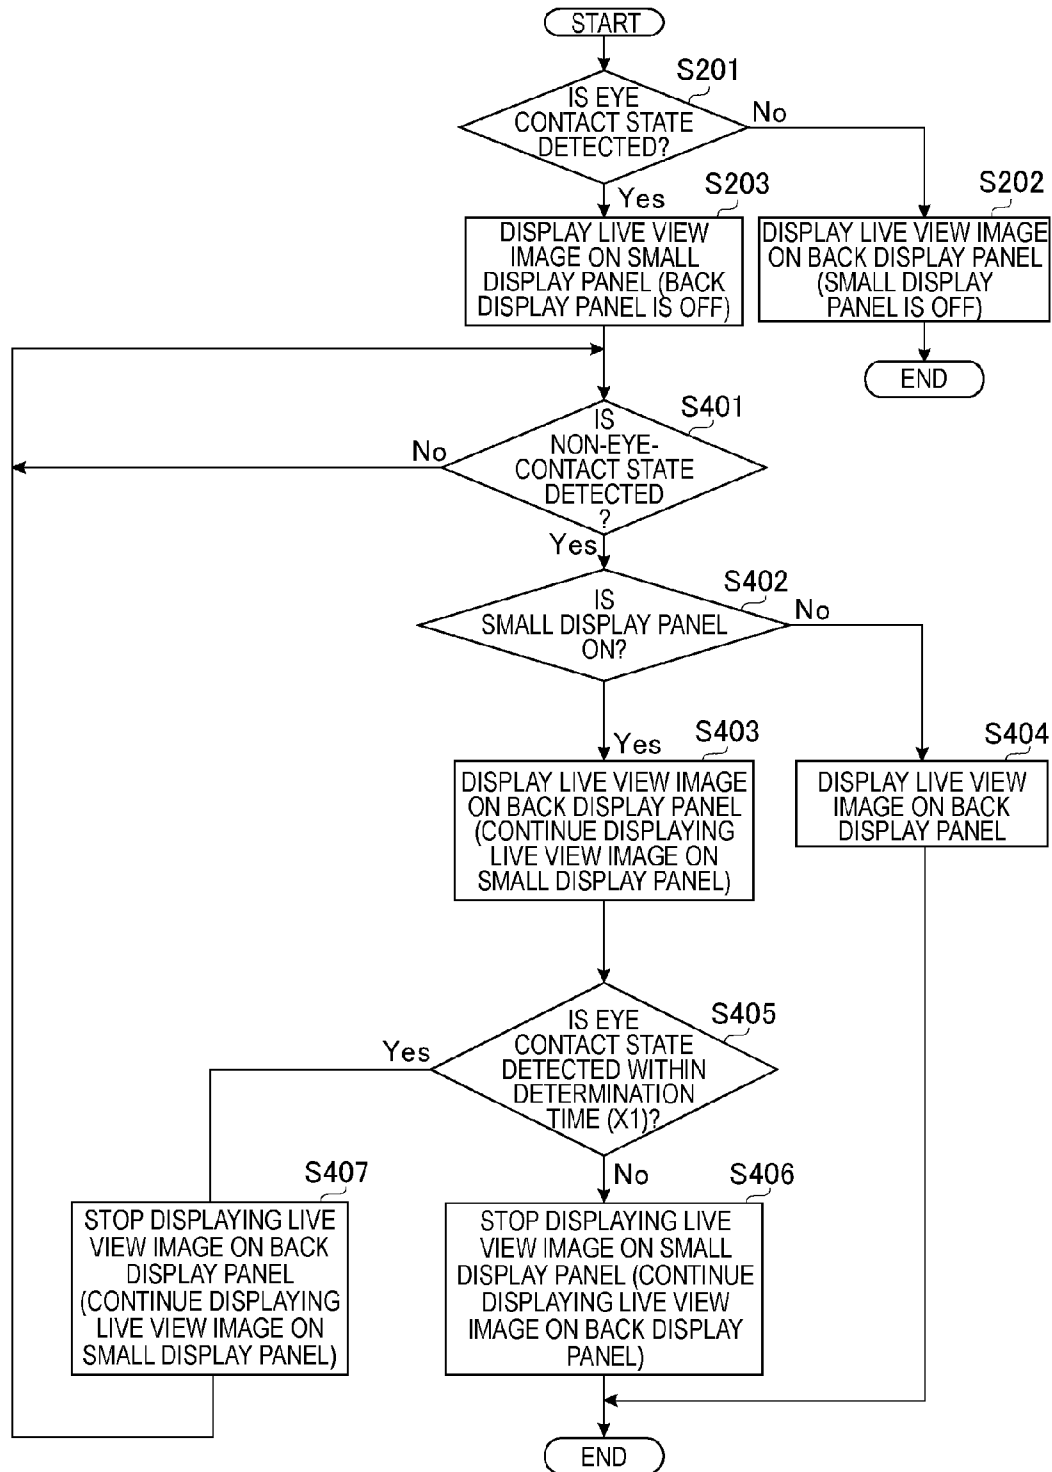 START
S201
IS EYE
CONTACT STATE
DETECTED?
No
Yes
S203
DISPLAY LIVE VIEW
IMAGE ON SMALL
DISPLAY PANEL (BACK
DISPLAY PANEL IS OFF)
S202
DISPLAY LIVE VIEW IMAGE
ON BACK DISPLAY PANEL
(SMALL DISPLAY
PANEL IS OFF)
END
S401
IS
NON-EYE-
CONTACT STATE
DETECTED
?
No
Yes
S402
IS
SMALL DISPLAY PANEL
ON?
No
Yes
S403
DISPLAY LIVE VIEW IMAGE
ON BACK DISPLAY PANEL
(CONTINUE DISPLAYING
LIVE VIEW IMAGE ON
SMALL DISPLAY PANEL)
S404
DISPLAY LIVE VIEW
IMAGE ON BACK
DISPLAY PANEL
S405
IS EYE
CONTACT STATE
DETECTED WITHIN
DETERMINATION
TIME (X1)?
Yes
No
S407
STOP DISPLAYING LIVE
VIEW IMAGE ON BACK
DISPLAY PANEL
(CONTINUE DISPLAYING
LIVE VIEW IMAGE ON
SMALL DISPLAY PANEL)
S406
STOP DISPLAYING LIVE
VIEW IMAGE ON SMALL
DISPLAY PANEL (CONTINUE
DISPLAYING LIVE VIEW
IMAGE ON BACK DISPLAY
PANEL)
END